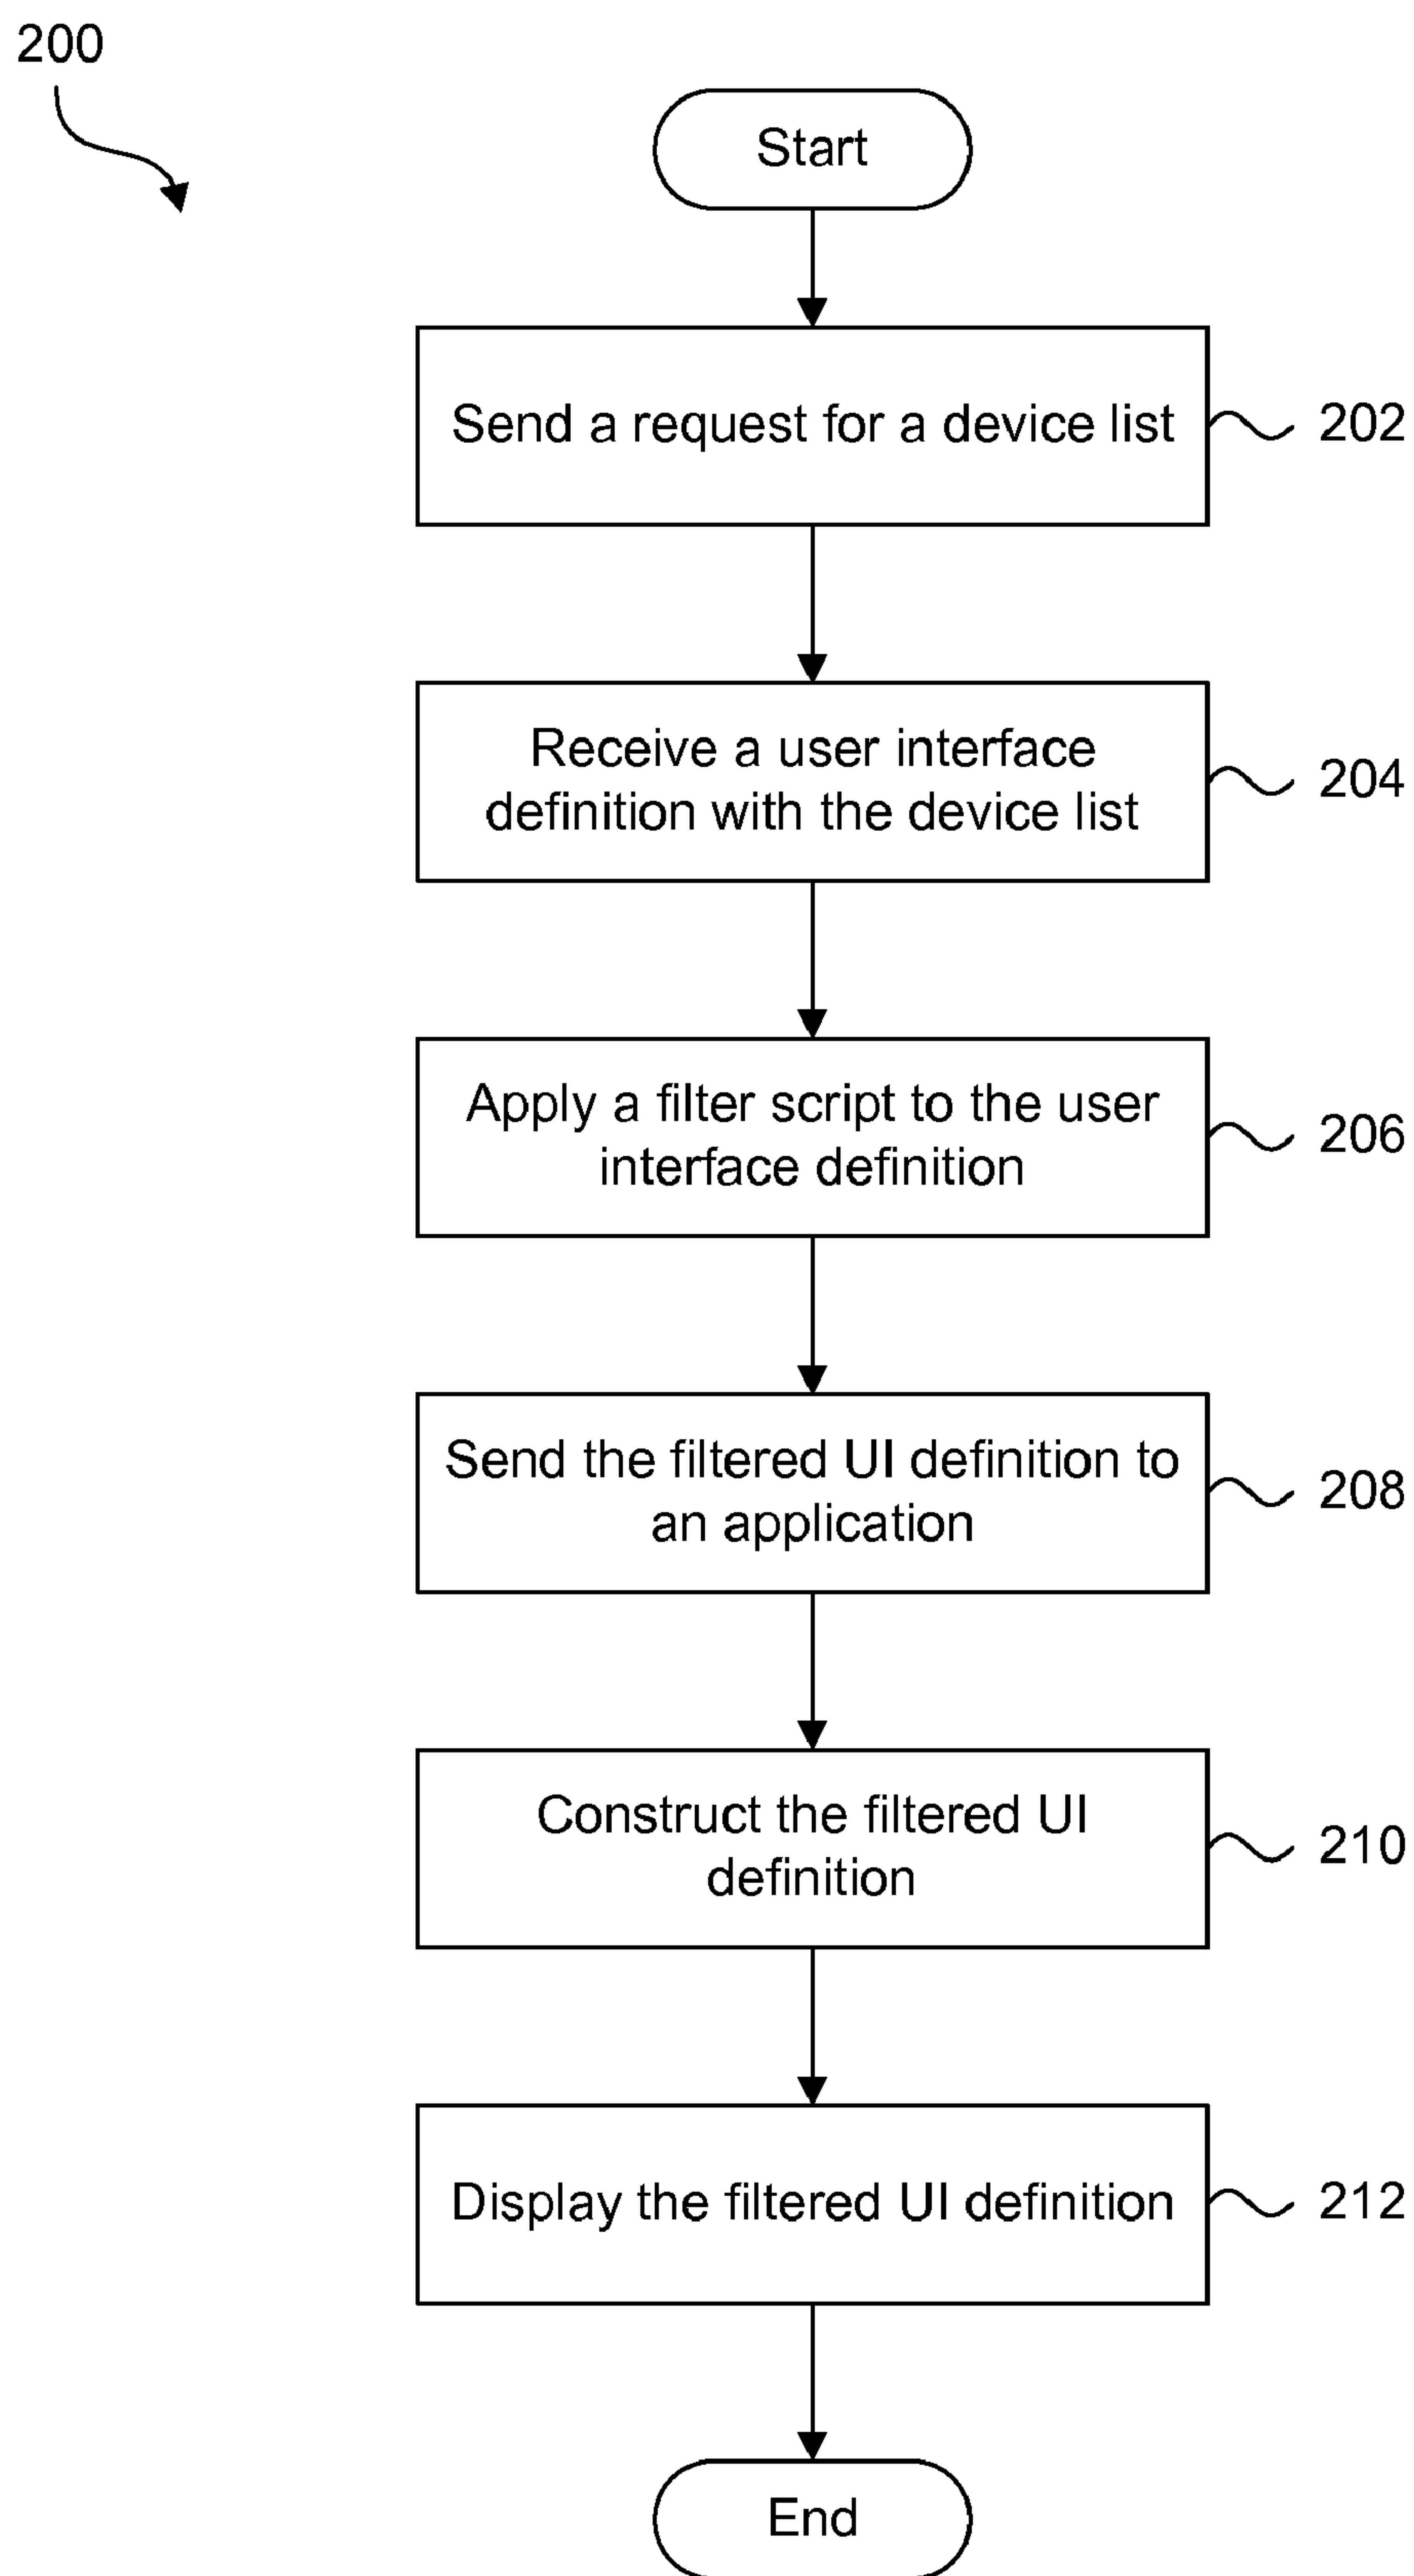 200
Start
Send a request for a device list
202
Receive a user interface
definition with the device list
204
Apply a filter script to the user
interface definition
206
Send the filtered UI definition to
an application
208
Construct the filtered UI
definition
210
Display the filtered UI definition
212
End